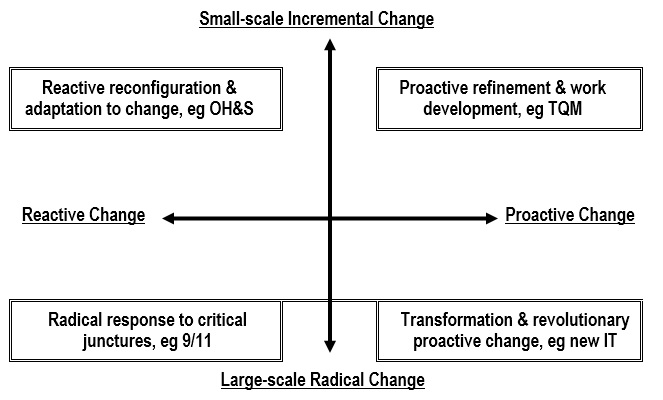 Small-scale Incremental Change
Reactive reconfiguration &
adaptation to change, eg OH&S
Proactive refinement & work
development, eg TQM
Reactive Change
Proactive Change
Radical response to critical
junctures, eg 9/11
Transformation & revolutionary
proactive change, eg new IT
Large-scale Radical Change